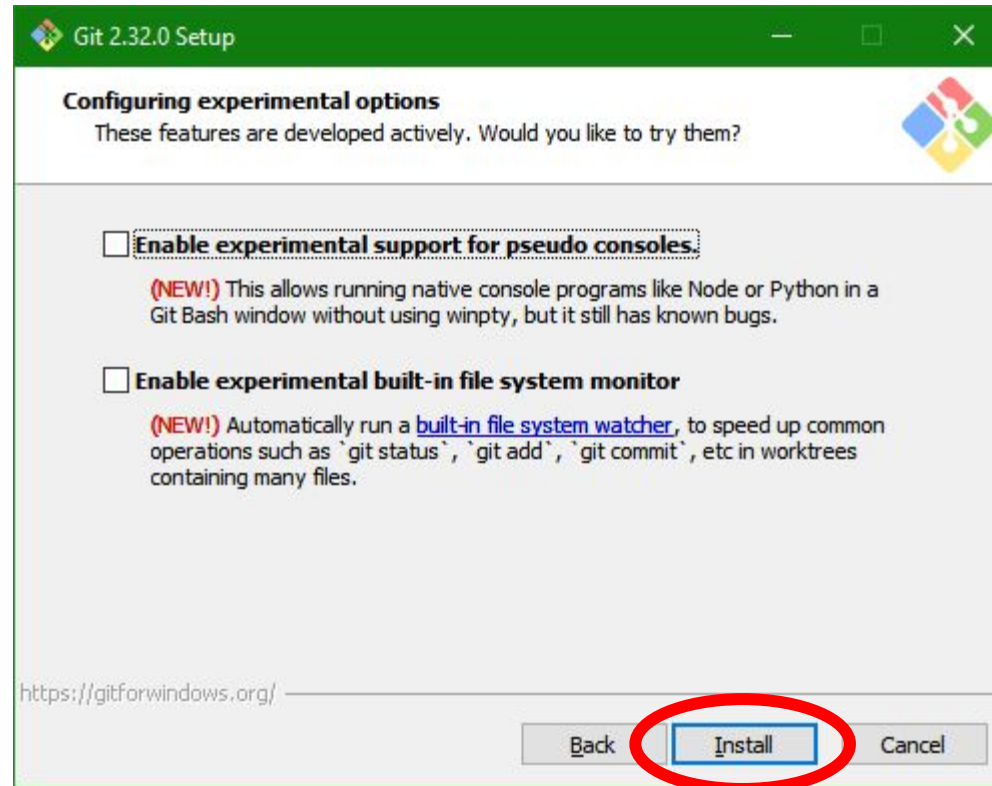 Git 2.32.0 Setup
Configuring experimental options
These features are developed actively. Would you like to try them?
Enable experimental support for pseudo consoles.
(NEW!) This allows running native console programs like Node or Python in a
Git Bash window without using winpty, but it still has known bugs.
Enable experimental built-in file system monitor
(NEW!) Automatically run a built-in file system watcher, to speed up common
operations such as `git status`, `git add`, `git commit`, etc in worktrees
containing many files.
https://gitforwindows.org/
Back Install Cancel